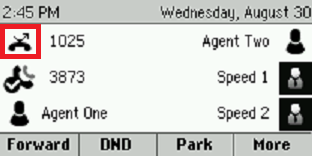 2:45 PM Wednesday, August 30
1025 Agent Two
3873 Speed 1
Agent One Speed 2
Forward DND Park More